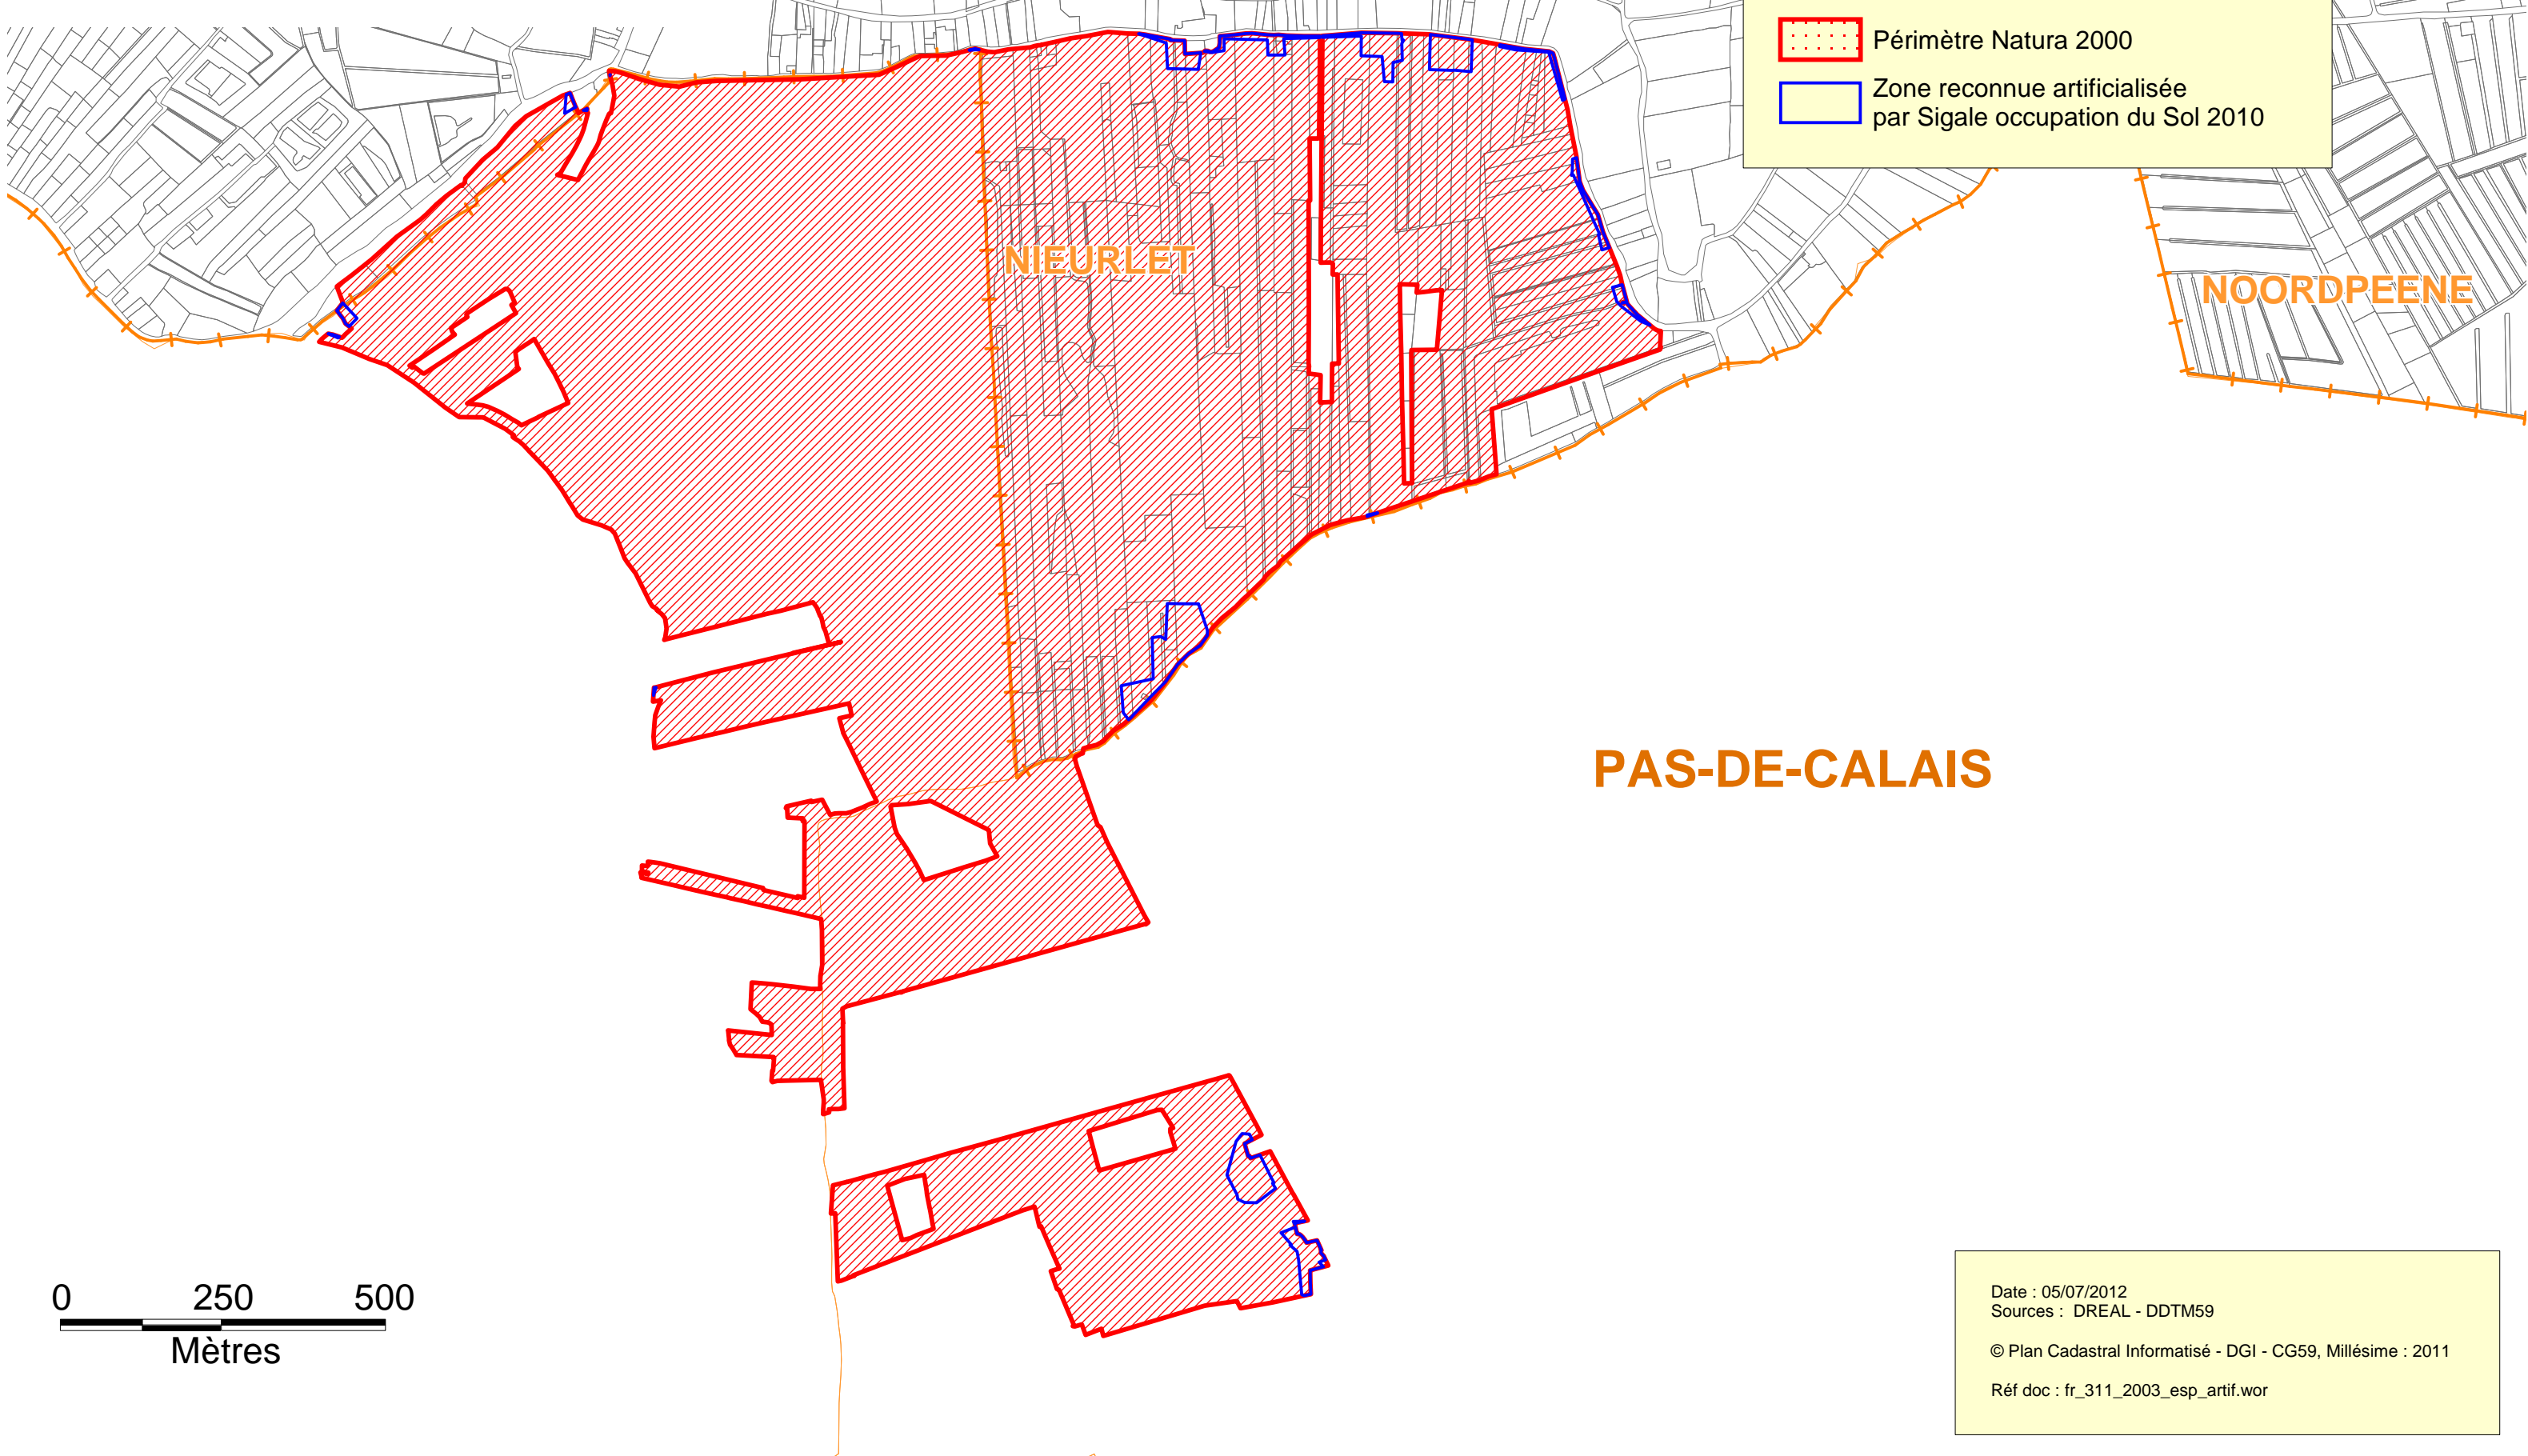 Périmètre Natura 2000
Zone reconnue artificialisée
par Sigale occupation du Sol 2010
NIEURLET
NOORDPEENE
PAS-DE-CALAIS
0 250 500
Mètres
Date : 05/07/2012
Sources : DREAL - DDTM59
© Plan Cadastral Informatisé - DGI - CG59, Millésime : 2011
Réf doc : fr_311_2003_esp_artif.wor